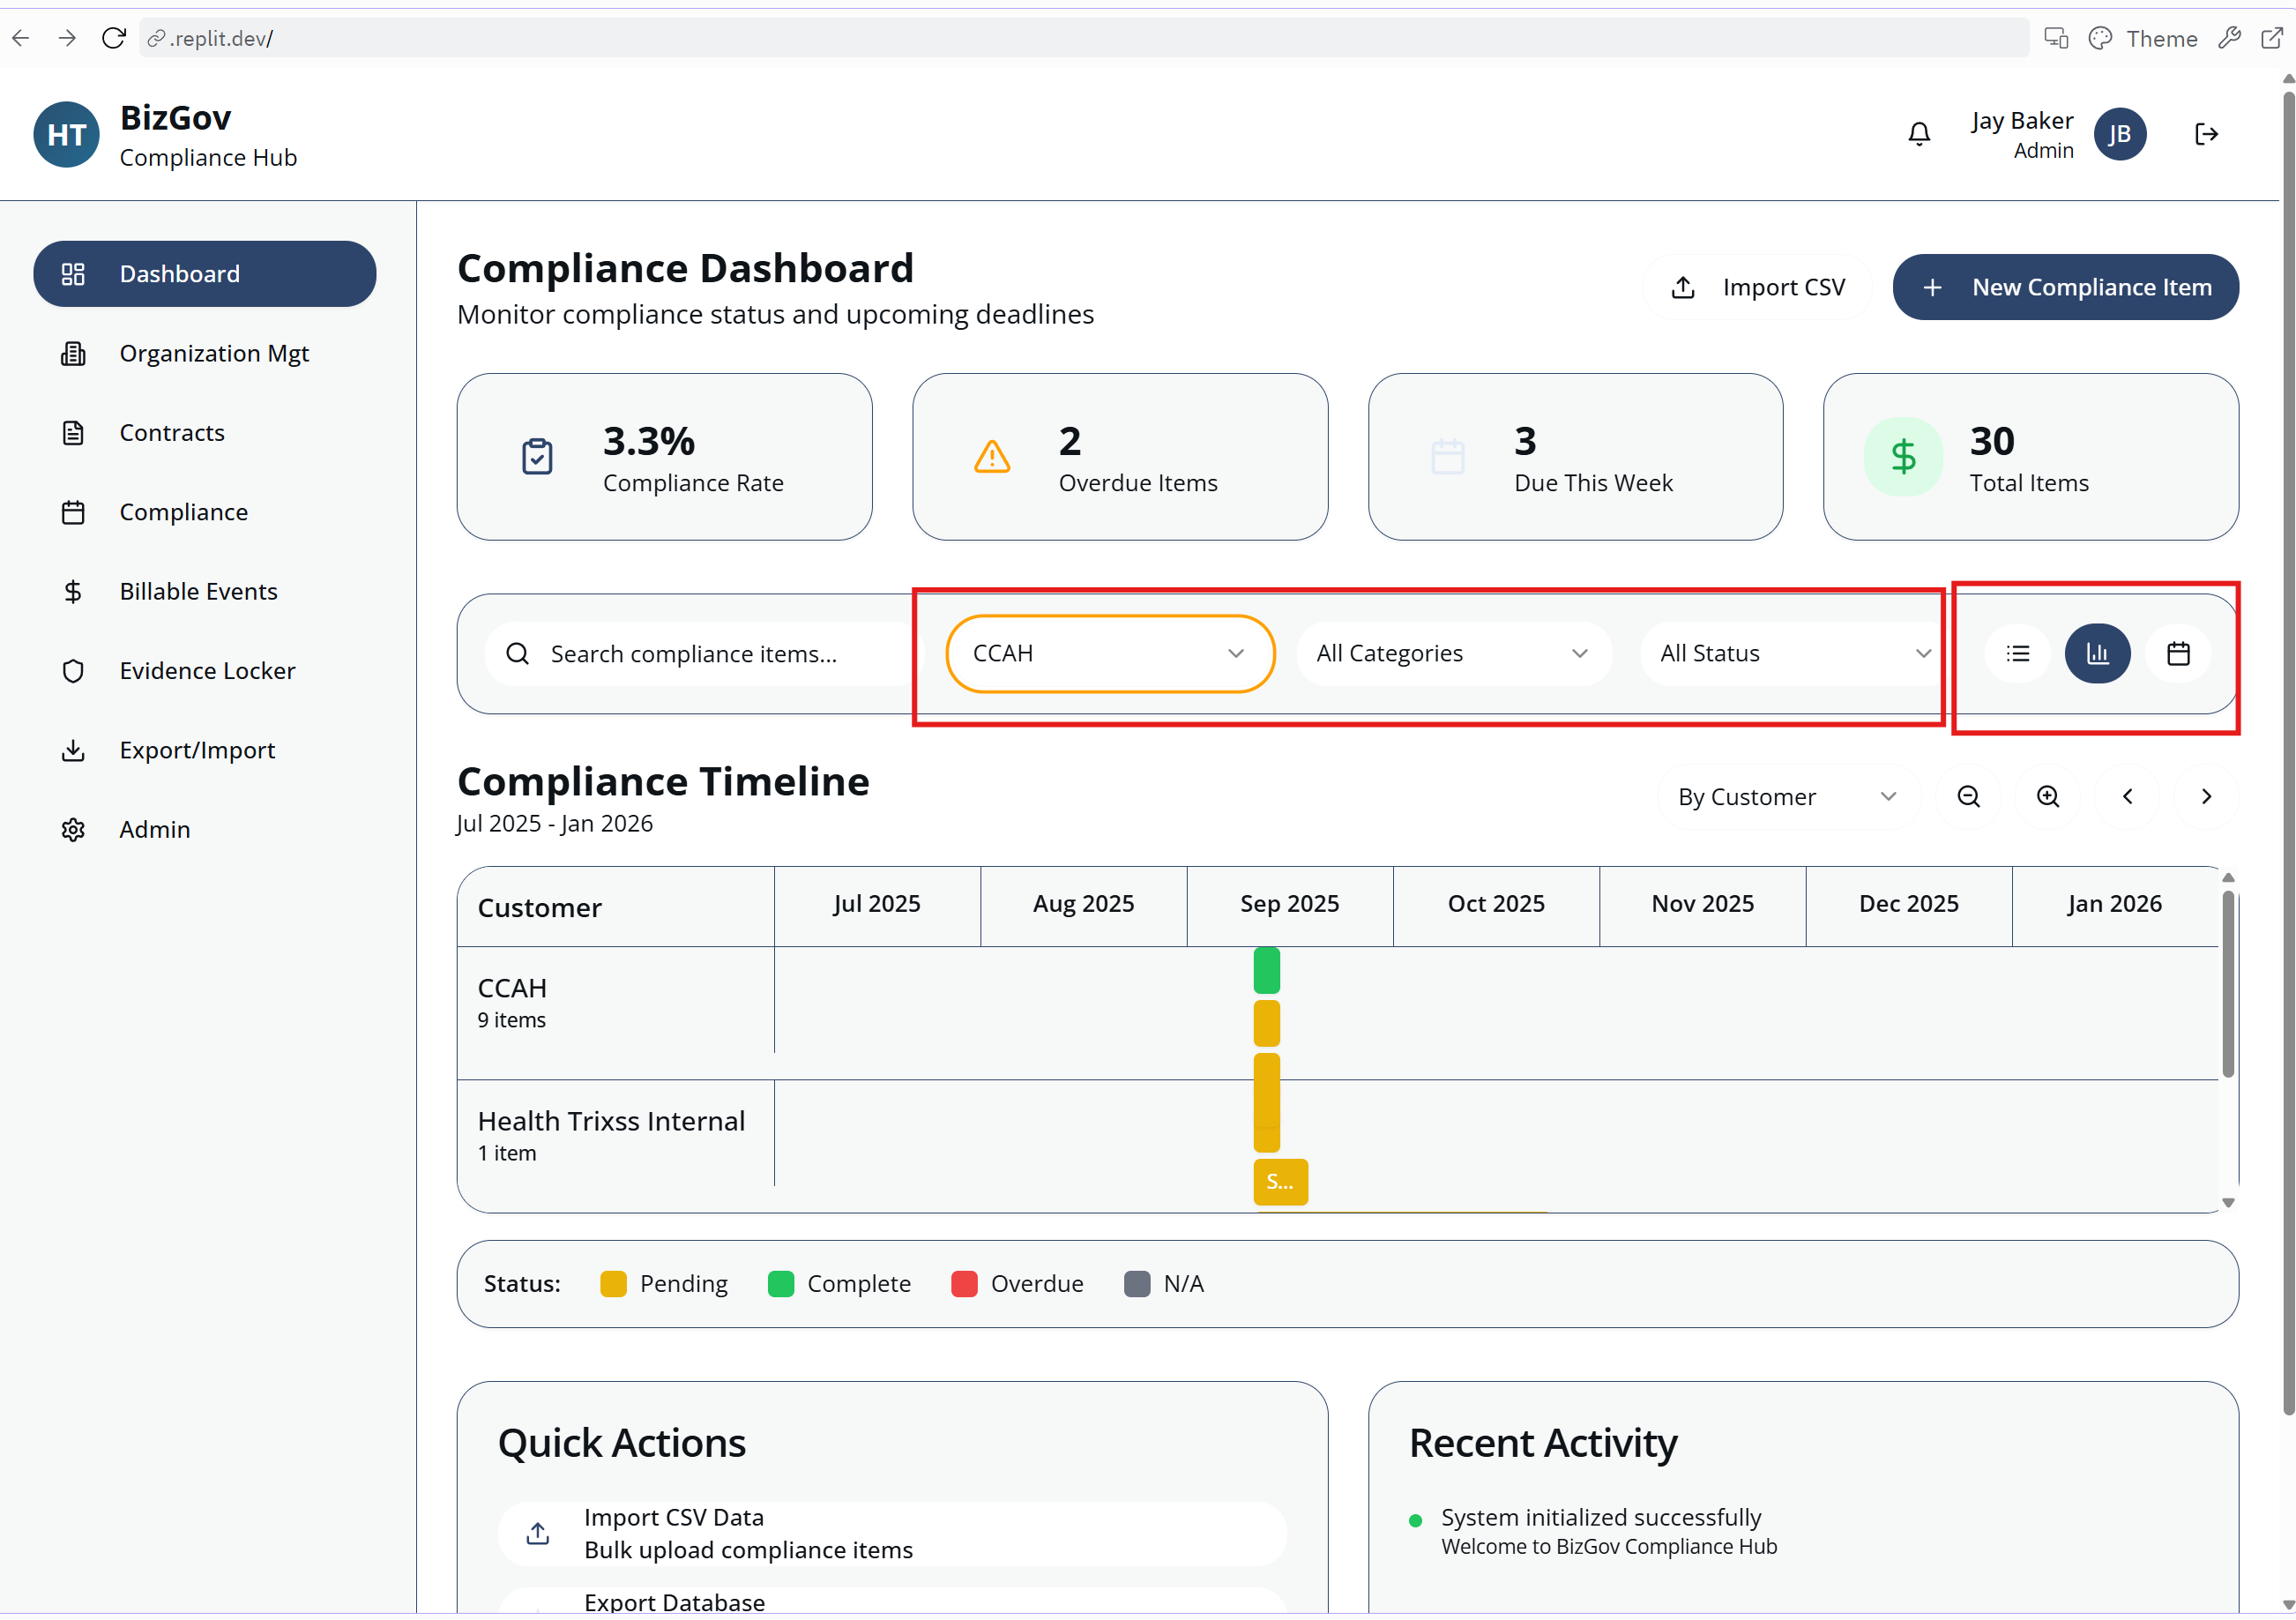 .replit.dev/
Theme
HT
BizGov
Compliance Hub
Jay Baker
Admin
JB
Dashboard
Organization Mgt
Contracts
Compliance
Billable Events
Evidence Locker
Export/Import
Admin
Compliance Dashboard
Monitor compliance status and upcoming deadlines
Import CSV
New Compliance Item
3.3%
Compliance Rate
2
Overdue Items
3
Due This Week
30
Total Items
Search compliance items...
CCAH
All Categories
All Status
Compliance Timeline
Jul 2025 - Jan 2026
By Customer
Customer
Jul 2025
Aug 2025
Sep 2025
Oct 2025
Nov 2025
Dec 2025
Jan 2026
CCAH
9 items
Health Trixss Internal
1 item
S...
Status:
Pending
Complete
Overdue
N/A
Quick Actions
Import CSV Data
Bulk upload compliance items
Export Database
Recent Activity
System initialized successfully
Welcome to BizGov Compliance Hub